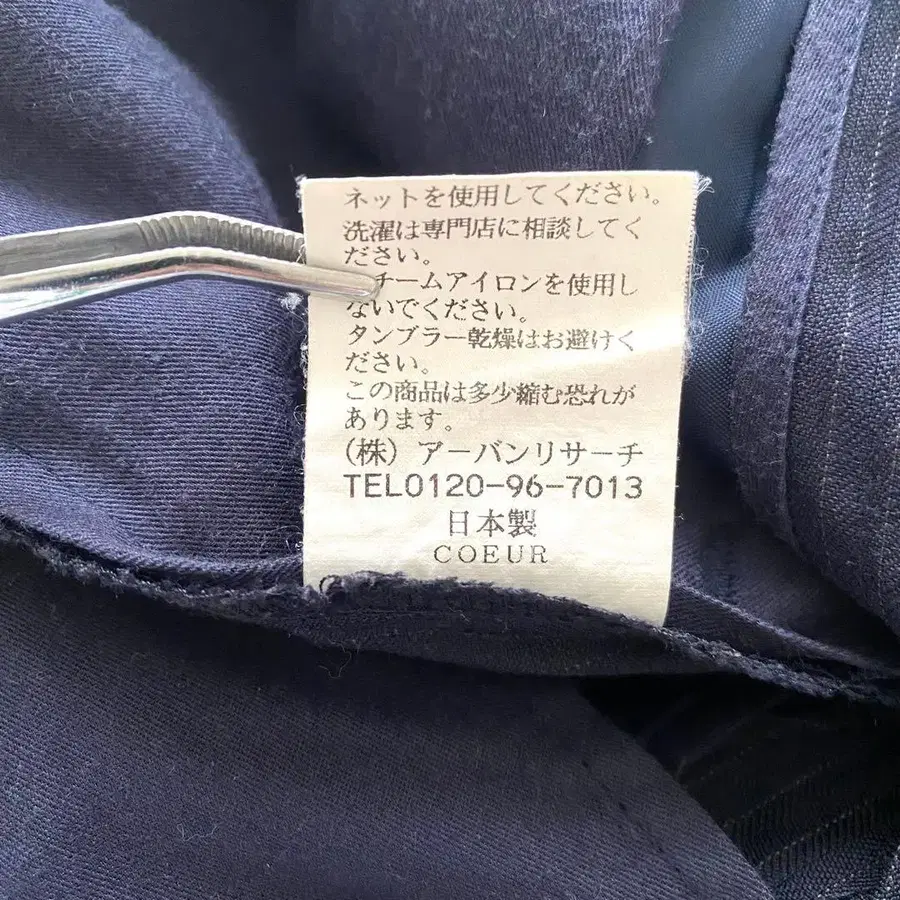 ネットを使用してください。
洗濯は専門店に相談してく
ださい。
チームアイロンを使用し
ないでください。
タンブラー乾燥はお避けく
ださい。
この商品は多少縮む恐れが
あります。
(株) アーバンリサーチ
TEL0120-96-7013
日本製
COEUR